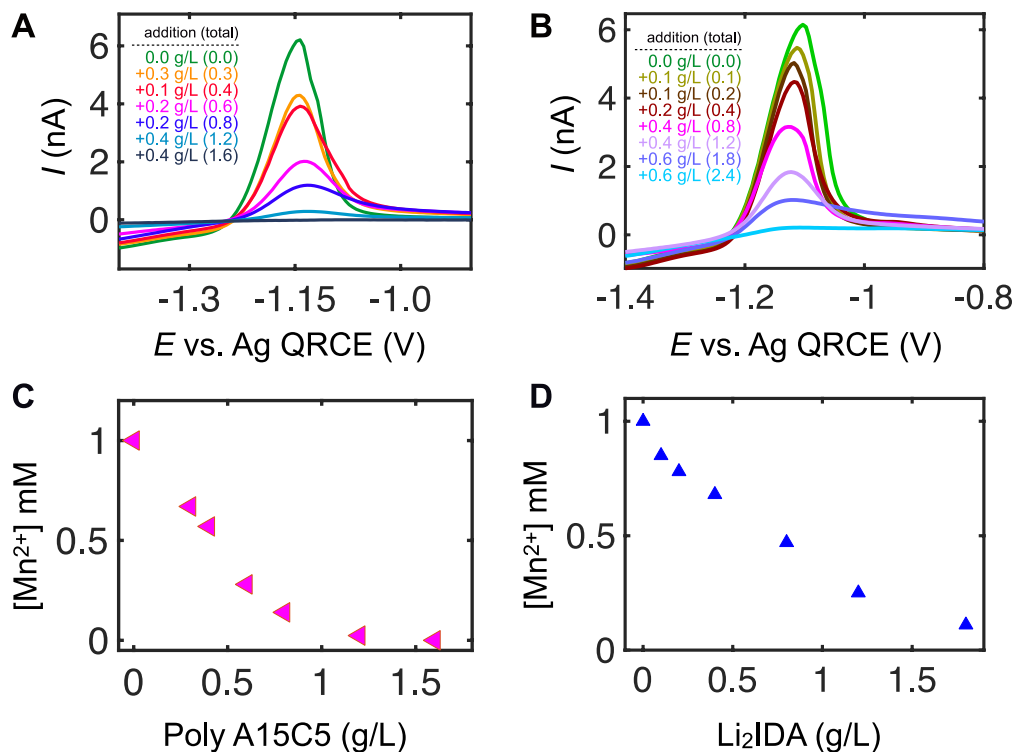 A
addition (total)
0.0 g/L (0.0)
+0.3 g/L (0.3)
+0.1 g/L (0.4)
+0.2 g/L (0.6)
+0.2 g/L (0.8)
+0.4 g/L (1.2)
+0.4 g/L (1.6)
6
4
2
0
I (nA)
-1.3
-1.15
-1.0
E vs. Ag QRCE (V)
B
addition (total)
0.0 g/L (0.0)
+0.1 g/L (0.1)
+0.1 g/L (0.2)
+0.2 g/L (0.4)
+0.4 g/L (0.8)
+0.4 g/L (1.2)
+0.6 g/L (1.8)
+0.6 g/L (2.4)
6
4
2
0
I (nA)
-1.4
-1.2
-1
-0.8
E vs. Ag QRCE (V)
C
1
0.5
0
[Mn²⁺] mM
0
0.5
1
1.5
Poly A15C5 (g/L)
D
1
0.5
0
[Mn²⁺] mM
0
0.5
1
1.5
Li₂IDA (g/L)